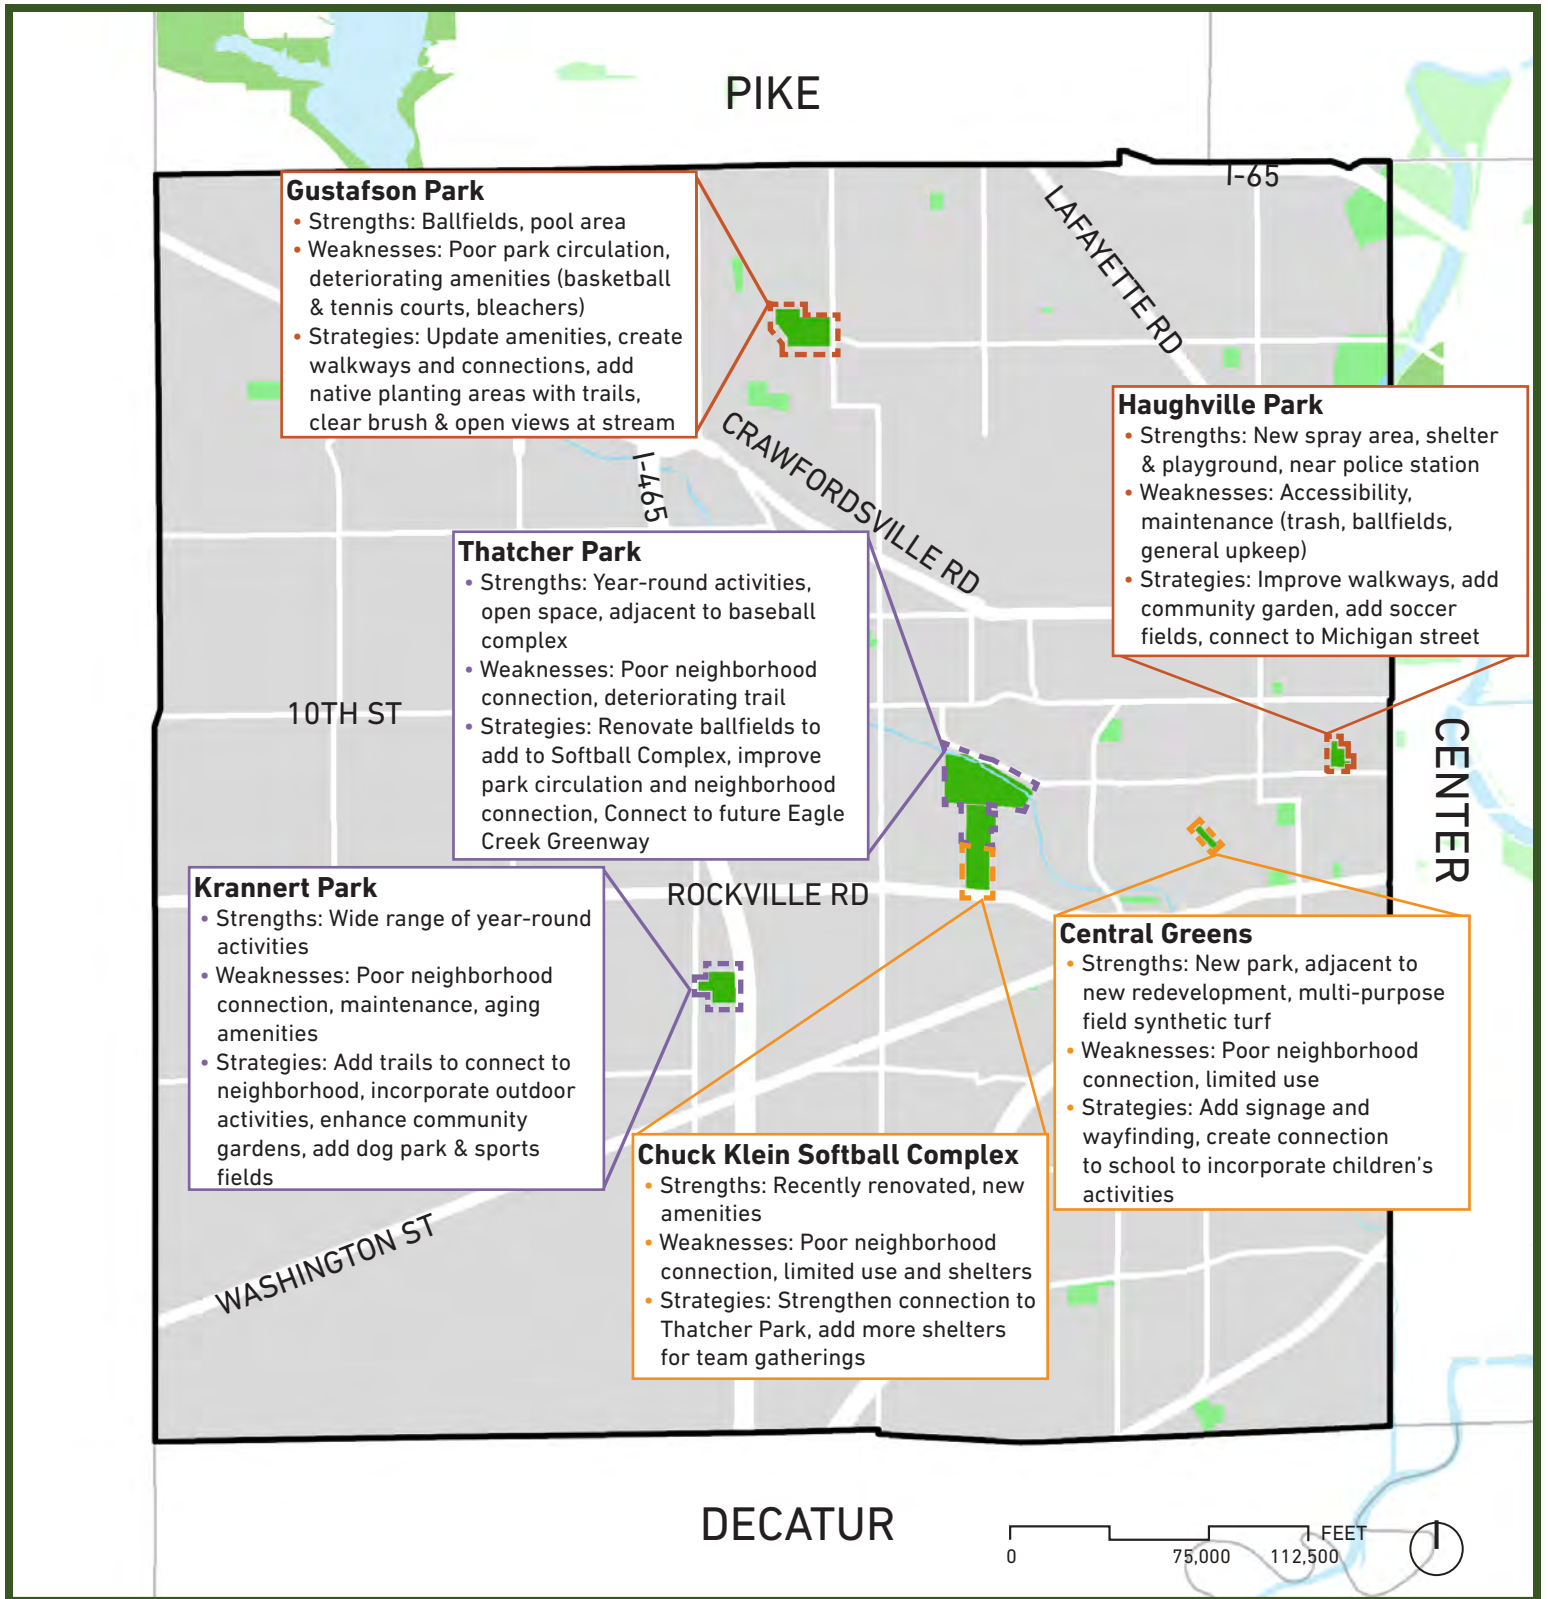 PIKE
I-65
LAFAYETTE RD
Gustafson Park
• Strengths: Ballfields, pool area
• Weaknesses: Poor park circulation,
deteriorating amenities (basketball
& tennis courts, bleachers)
• Strategies: Update amenities, create
walkways and connections, add
native planting areas with trails,
clear brush & open views at stream
Haughville Park
• Strengths: New spray area, shelter
& playground, near police station
• Weaknesses: Accessibility,
maintenance (trash, ballfields,
general upkeep)
• Strategies: Improve walkways, add
community garden, add soccer
fields, connect to Michigan street
CRAWFORDSVILLE RD
I-465
Thatcher Park
• Strengths: Year-round activities,
open space, adjacent to baseball
complex
• Weaknesses: Poor neighborhood
connection, deteriorating trail
• Strategies: Renovate ballfields to
add to Softball Complex, improve
park circulation and neighborhood
connection, Connect to future Eagle
Creek Greenway
10TH ST
CENTER
Krannert Park
• Strengths: Wide range of year-round
activities
• Weaknesses: Poor neighborhood
connection, maintenance, aging
amenities
• Strategies: Add trails to connect to
neighborhood, incorporate outdoor
activities, enhance community
gardens, add dog park & sports
fields
ROCKVILLE RD
Central Greens
• Strengths: New park, adjacent to
new redevelopment, multi-purpose
field synthetic turf
• Weaknesses: Poor neighborhood
connection, limited use
• Strategies: Add signage and
wayfinding, create connection
to school to incorporate children’s
activities
Chuck Klein Softball Complex
• Strengths: Recently renovated, new
amenities
• Weaknesses: Poor neighborhood
connection, limited use and shelters
• Strategies: Strengthen connection to
Thatcher Park, add more shelters
for team gatherings
WASHINGTON ST
DECATUR
FEET
0 75,000 112,500